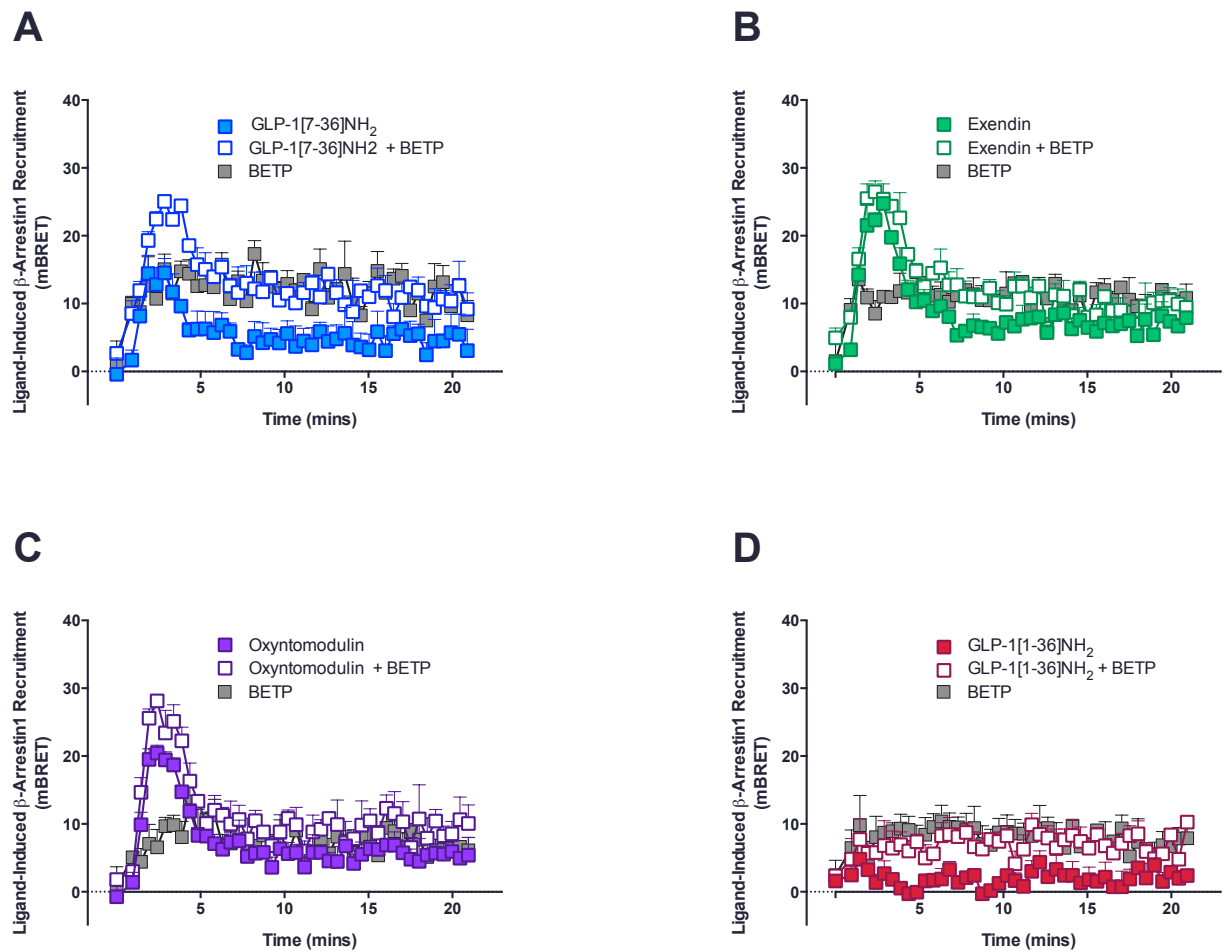 A
Ligand-Induced β-Arrestin1 Recruitment
(mBRET)
40
30
20
10
0
GLP-1[7-36]NH2
GLP-1[7-36]NH2 + BETP
BETP
5
10
15
20
Time (mins)
B
Ligand-Induced β-Arrestin1 Recruitment
(mBRET)
40
30
20
10
0
Exendin
Exendin + BETP
BETP
5
10
15
20
Time (mins)
C
Ligand-Induced β-Arrestin1 Recruitment
(mBRET)
40
30
20
10
0
Oxyntomodulin
Oxyntomodulin + BETP
BETP
5
10
15
20
Time (mins)
D
Ligand-Induced β-Arrestin1 Recruitment
(mBRET)
40
30
20
10
0
GLP-1[1-36]NH2
GLP-1[1-36]NH2 + BETP
BETP
5
10
15
20
Time (mins)